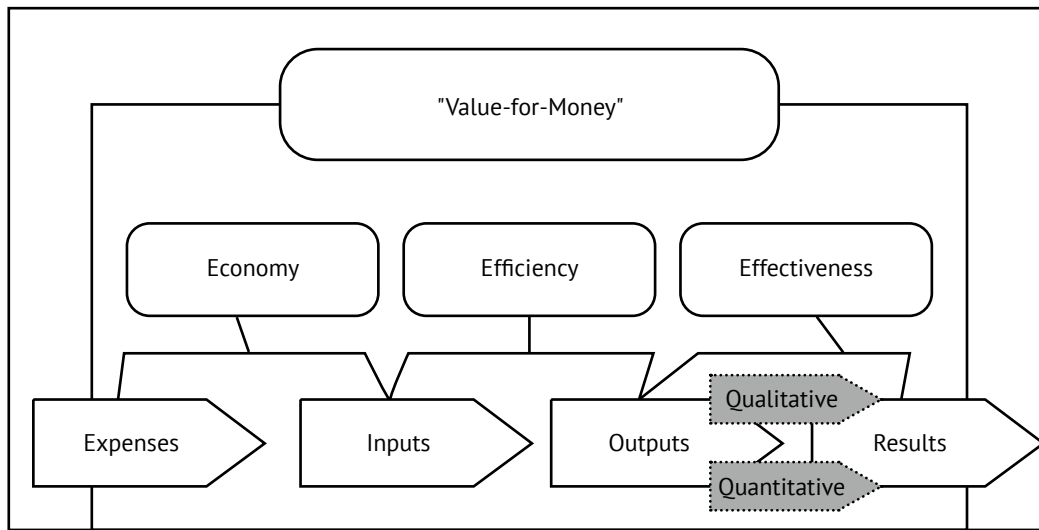 "Value-for-Money"
Economy
Efficiency
Effectiveness
Expenses
Inputs
Outputs
Qualitative
Quantitative
Results